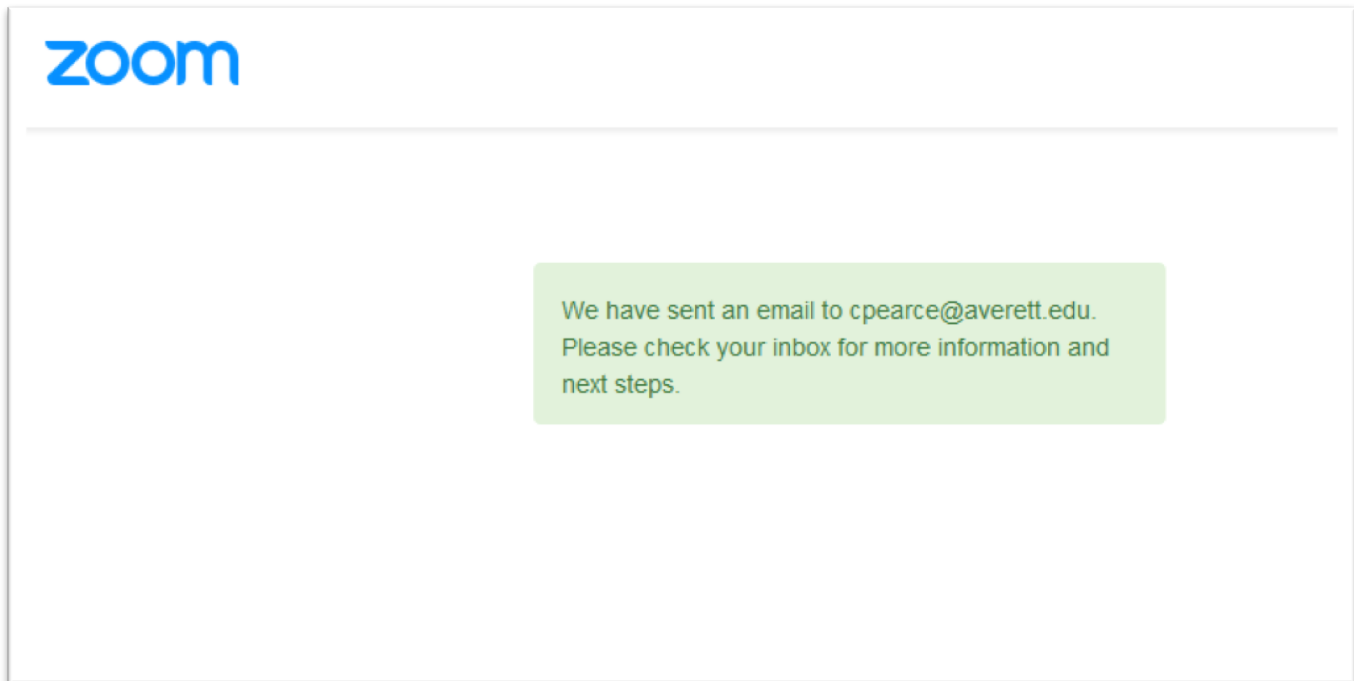 zoom
We have sent an email to cpearce@averett.edu.
Please check your inbox for more information and
next steps.